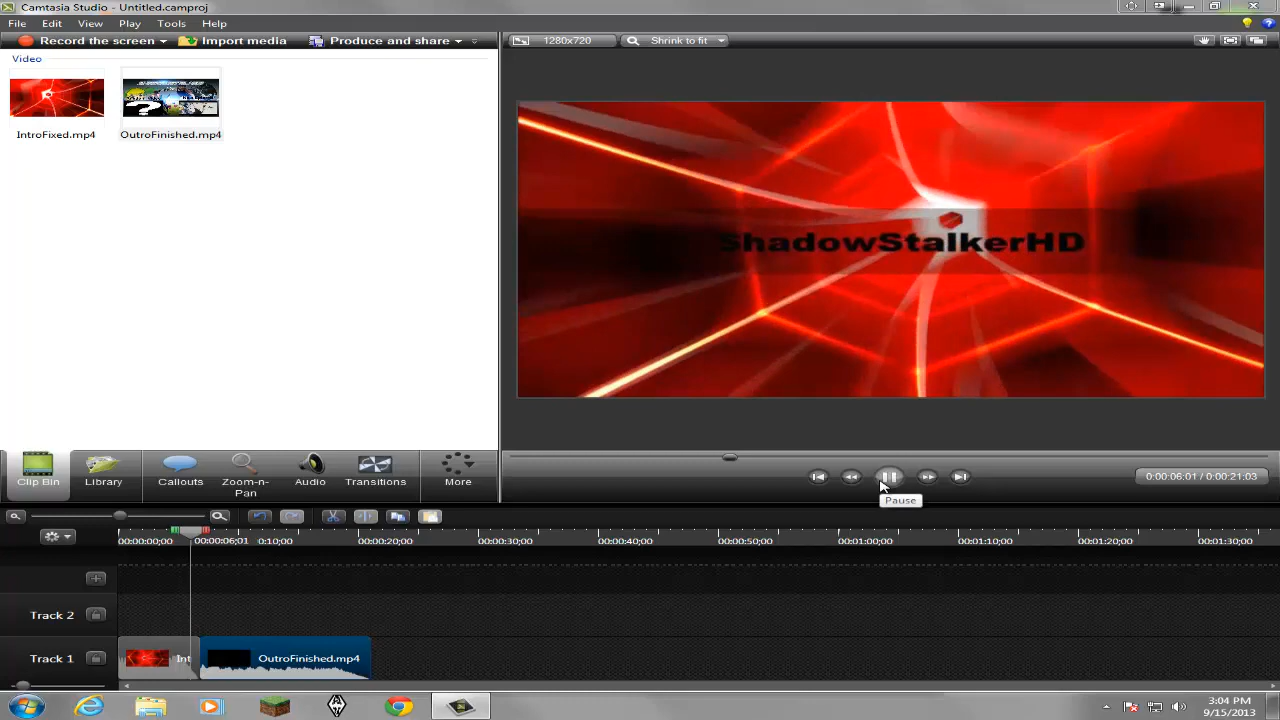 Camtasia Studio - Untitled.camproj
File Edit View Play Tools Help
Record the screen Import media Produce and share
1280x720 Shrink to fit
Video
IntroFixed.mp4 OutroFinished.mp4
ShadowStalkerHD
Clip Bin Library Callouts Zoom-n-Pan Audio Transitions More
0:00:06:01 / 0:00:21:03
Pause
00:00:00;00 00:00:06;01 :0:10;00 00:00:20;00 00:00:30;00 00:00:40;00 00:00:50;00 00:01:00;00 00:01:10;00 00:01:20;00 00:01:30;00
Track 2
Track 1 Int OutroFinished.mp4
3:04 PM
9/15/2013